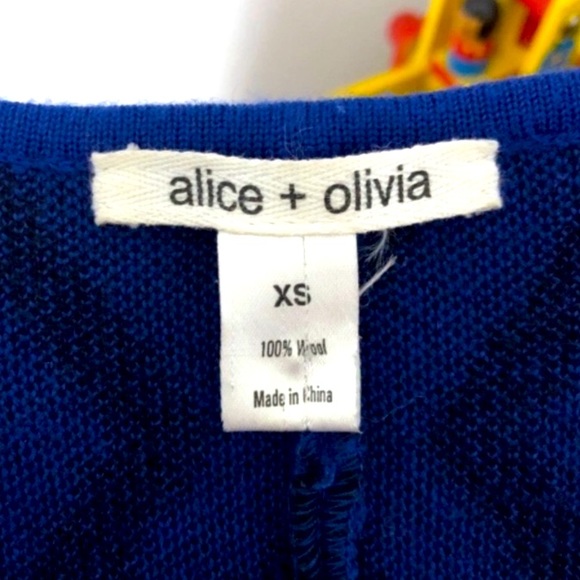 alice + olivia
XS
100% Wool
Made in China